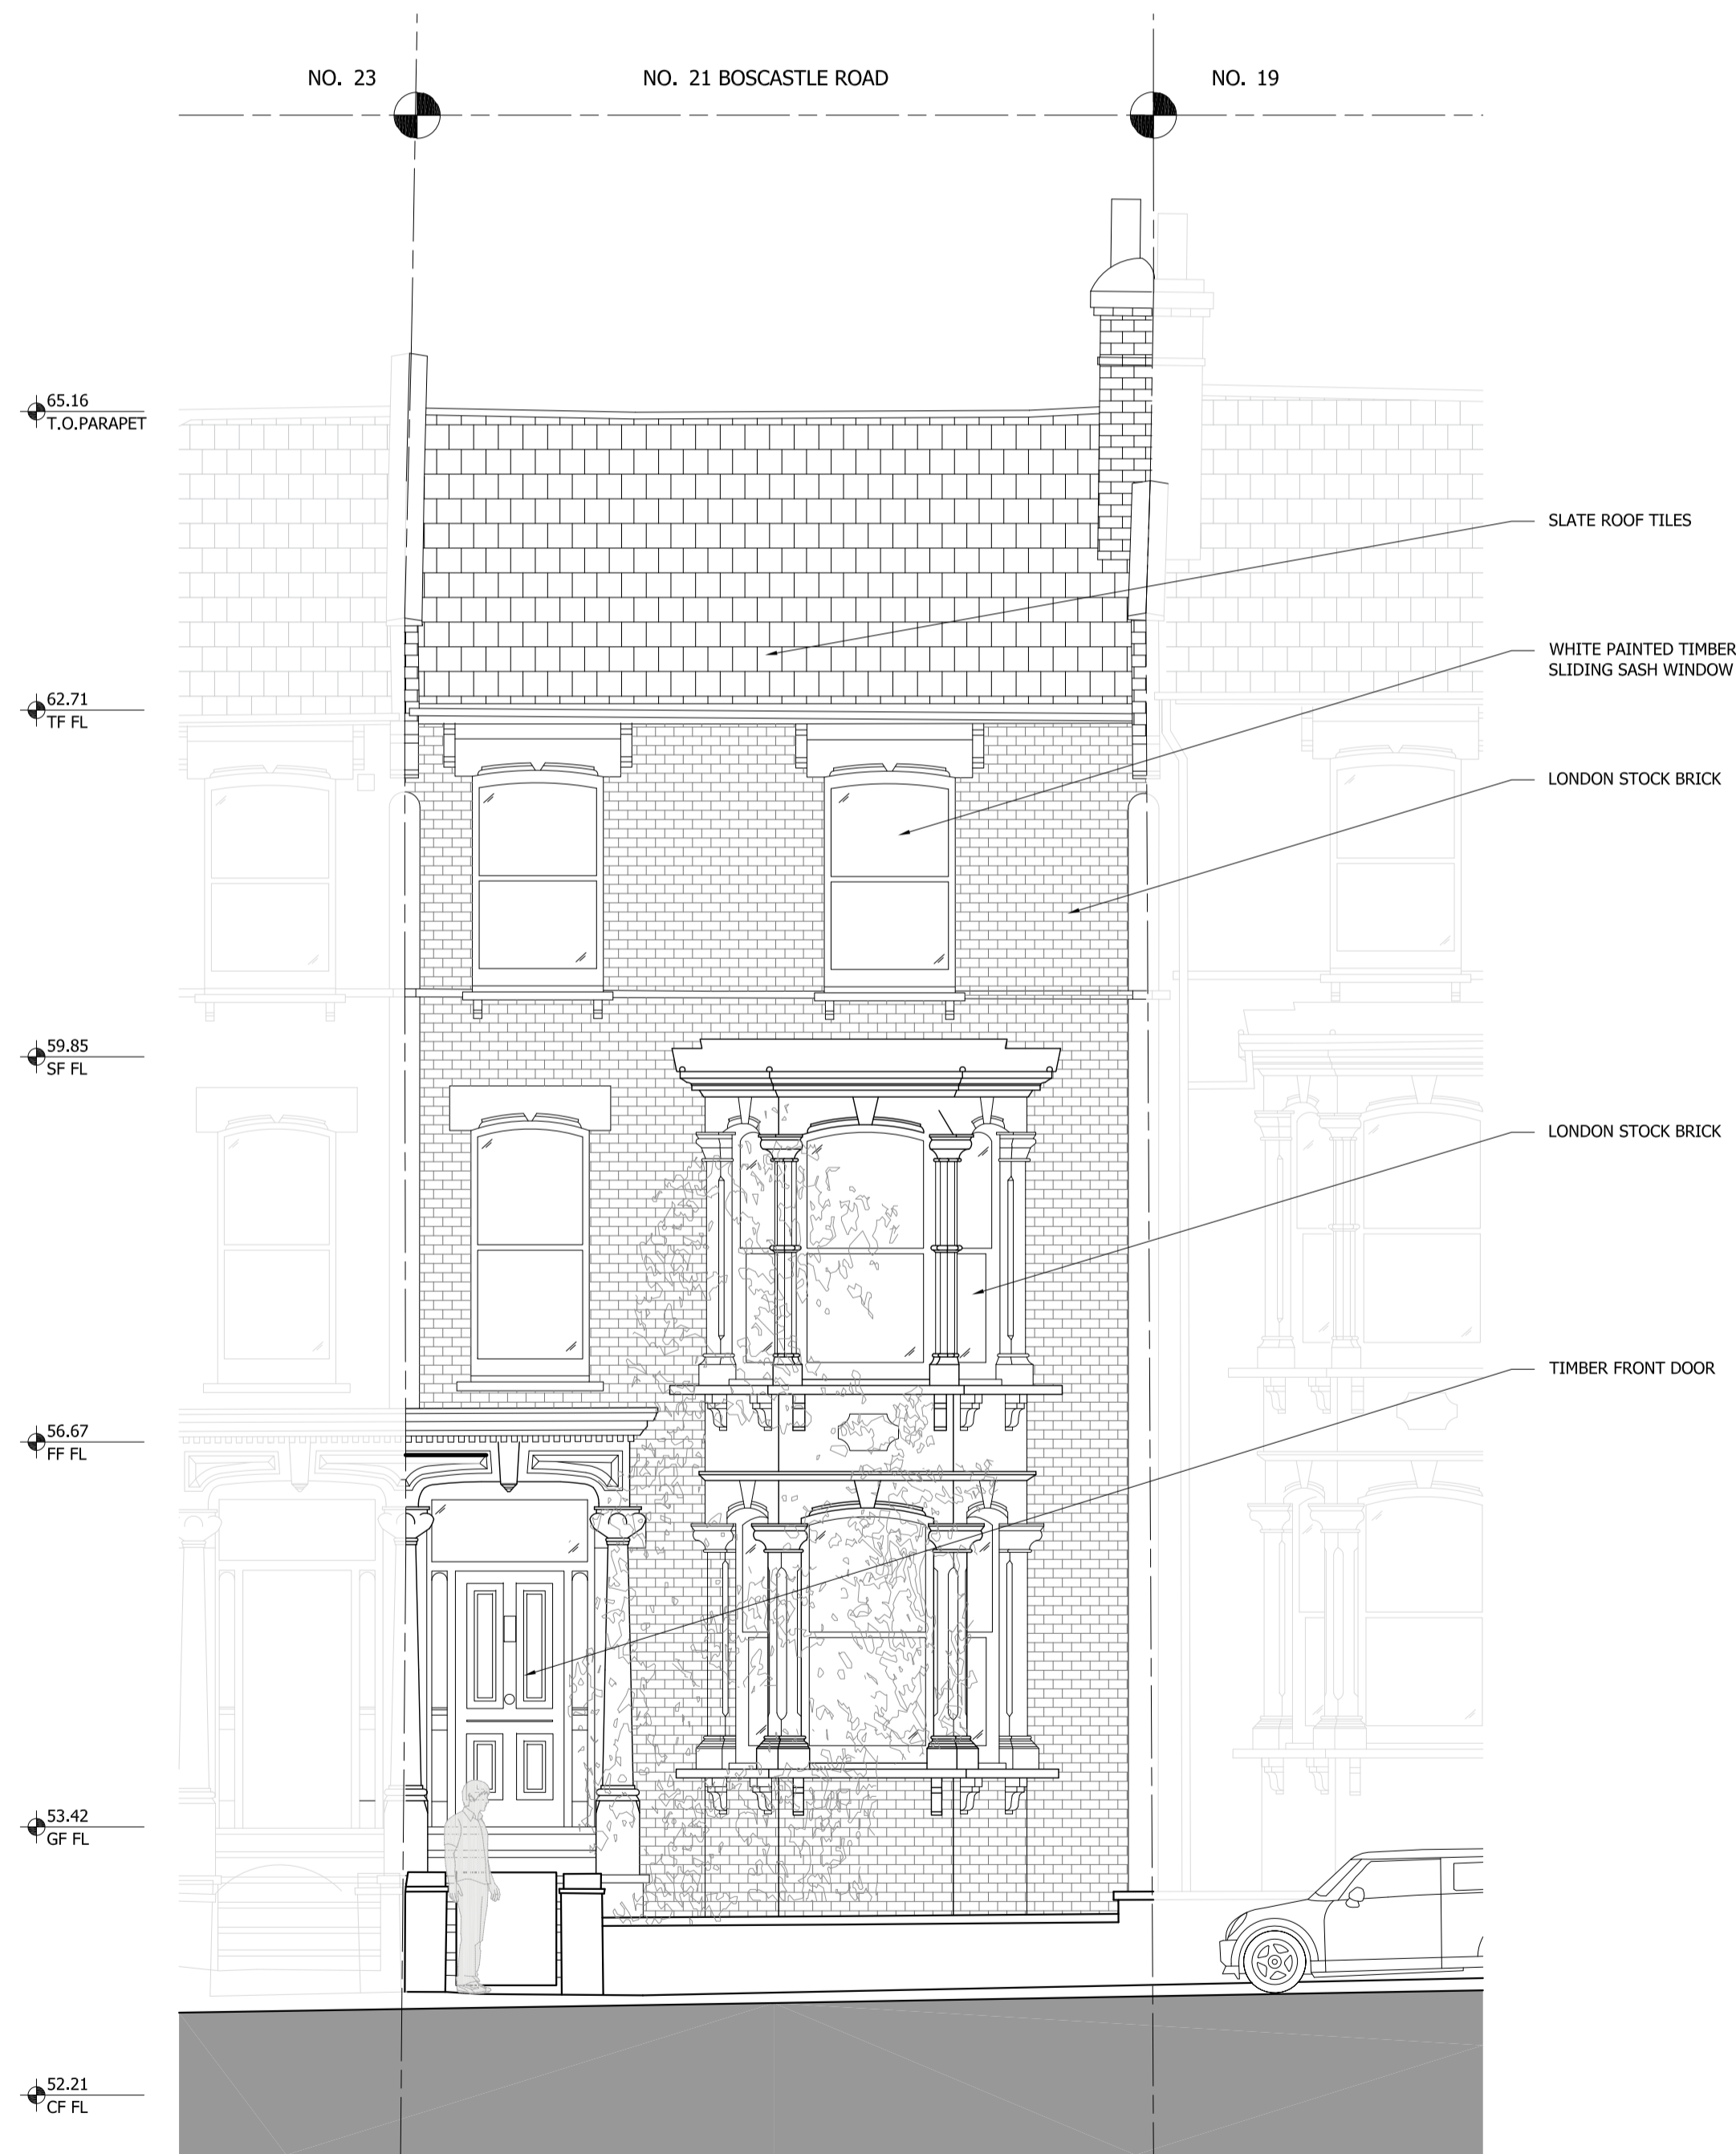 NO. 23
NO. 21 BOSCASTLE ROAD
NO. 19
65.16
T.O.PARAPET
SLATE ROOF TILES
WHITE PAINTED TIMBER
SLIDING SASH WINDOW
62.71
TF FL
LONDON STOCK BRICK
59.85
SF FL
LONDON STOCK BRICK
TIMBER FRONT DOOR
56.67
FF FL
53.42
GF FL
52.21
CF FL